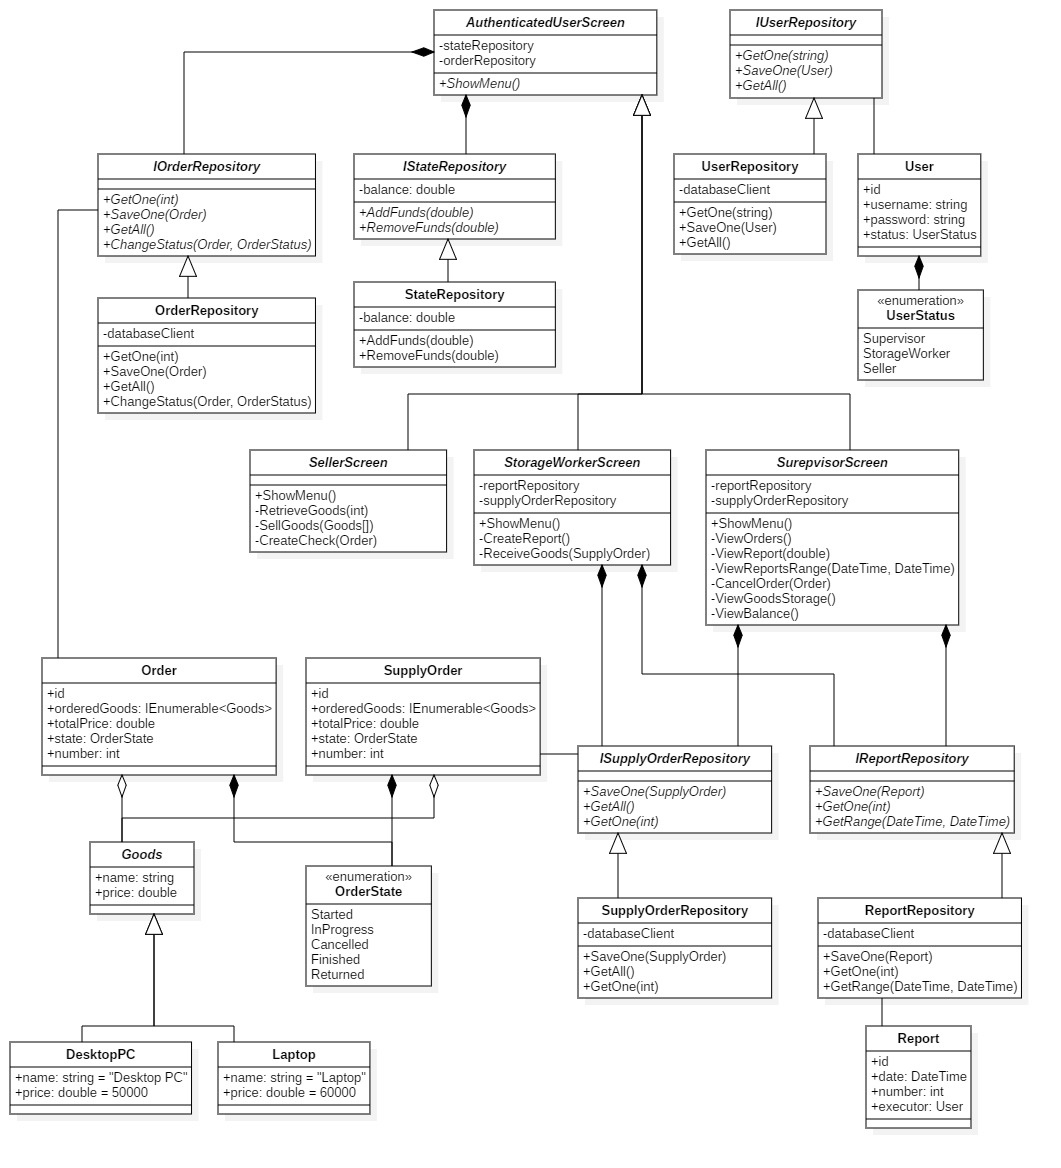 AuthenticatedUserScreen
-stateRepository
-orderRepository
+ShowMenu()
IUserRepository
+GetOne(string)
+SaveOne(User)
+GetAll()
IOrderRepository
+GetOne(int)
+SaveOne(Order)
+GetAll()
+ChangeStatus(Order, OrderStatus)
IStateRepository
-balance: double
+AddFunds(double)
+RemoveFunds(double)
UserRepository
-databaseClient
+GetOne(string)
+SaveOne(User)
+GetAll()
User
+id
+username: string
+password: string
+status: UserStatus
OrderRepository
-databaseClient
+GetOne(int)
+SaveOne(Order)
+GetAll()
+ChangeStatus(Order, OrderStatus)
StateRepository
-balance: double
+AddFunds(double)
+RemoveFunds(double)
«enumeration»
UserStatus
Supervisor
StorageWorker
Seller
SellerScreen
+ShowMenu()
-RetrieveGoods(int)
-SellGoods(Goods[])
-CreateCheck(Order)
StorageWorkerScreen
-reportRepository
-supplyOrderRepository
+ShowMenu()
-CreateReport()
-ReceiveGoods(SupplyOrder)
SurepvisorScreen
-reportRepository
-supplyOrderRepository
+ShowMenu()
-ViewOrders()
-ViewReport(double)
-ViewReportsRange(DateTime, DateTime)
-CancelOrder(Order)
-ViewGoodsStorage()
-ViewBalance()
Order
+id
+orderedGoods: IEnumerable<Goods>
+totalPrice: double
+state: OrderState
+number: int
SupplyOrder
+id
+orderedGoods: IEnumerable<Goods>
+totalPrice: double
+state: OrderState
+number: int
ISupplyOrderRepository
+SaveOne(SupplyOrder)
+GetAll()
+GetOne(int)
IReportRepository
+SaveOne(Report)
+GetOne(int)
+GetRange(DateTime, DateTime)
Goods
+name: string
+price: double
«enumeration»
OrderState
Started
InProgress
Cancelled
Finished
Returned
SupplyOrderRepository
-databaseClient
+SaveOne(SupplyOrder)
+GetAll()
+GetOne(int)
ReportRepository
-databaseClient
+SaveOne(Report)
+GetOne(int)
+GetRange(DateTime, DateTime)
DesktopPC
+name: string = "Desktop PC"
+price: double = 50000
Laptop
+name: string = "Laptop"
+price: double = 60000
Report
+id
+date: DateTime
+number: int
+executor: User